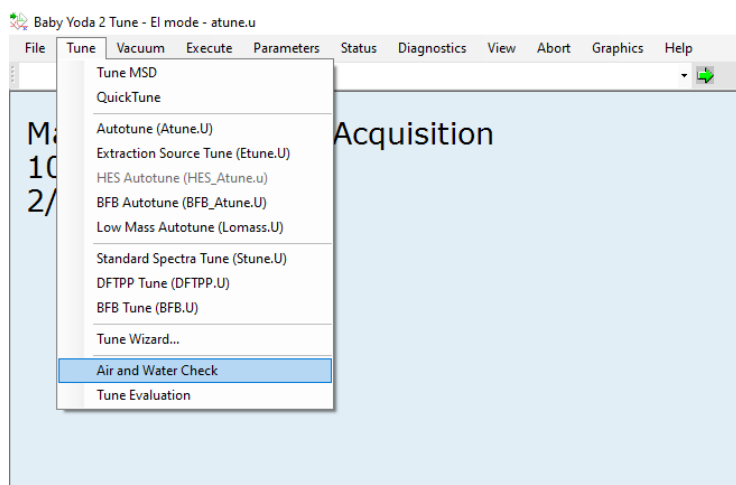 Baby Yoda 2 Tune - EI mode - atune.u
File Tune Vacuum Execute Parameters Status Diagnostics View Abort Graphics Help
Tune MSD
QuickTune
Autotune (Atune.U)
Extraction Source Tune (Etune.U)
HES Autotune (HES_Atune.u)
BFB Autotune (BFB_Atune.U)
Low Mass Autotune (Lomass.U)
Standard Spectra Tune (Stune.U)
DFTPP Tune (DFTPP.U)
BFB Tune (BFB.U)
Tune Wizard...
Air and Water Check
Tune Evaluation
Acquisition
10
2/